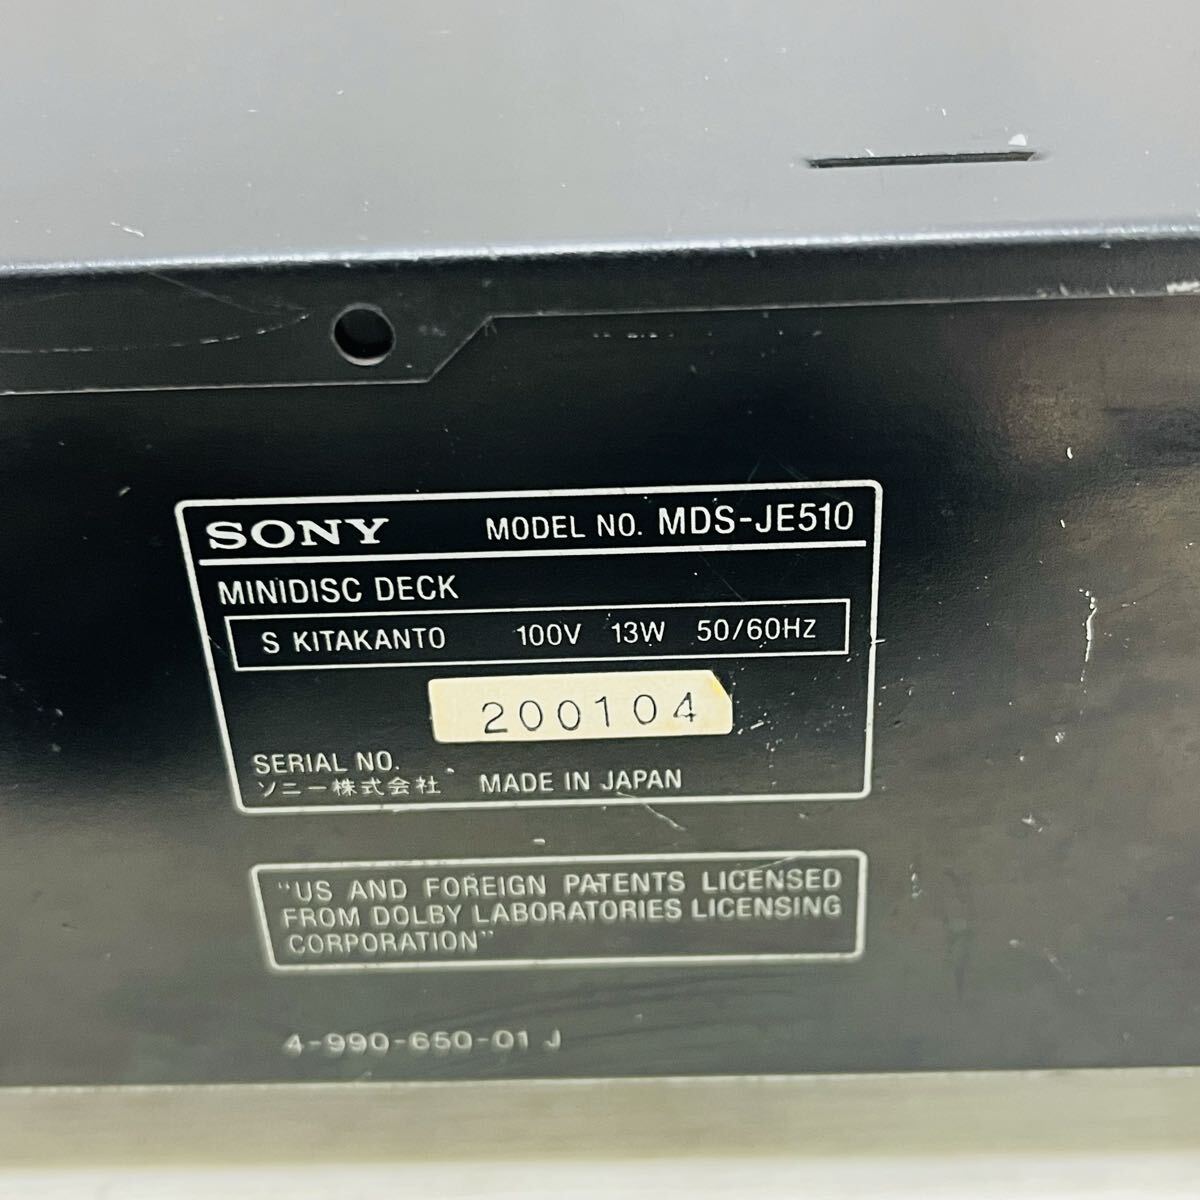 SONY MODEL NO. MDS-JE510
MINIDISC DECK
S KITAKANTO 100V 13W 50/60Hz
200104
SERIAL NO.
ソニー株式会社 MADE IN JAPAN
"US AND FOREIGN PATENTS LICENSED
FROM DOLBY LABORATORIES LICENSING
CORPORATION"
4-990-650-01 J